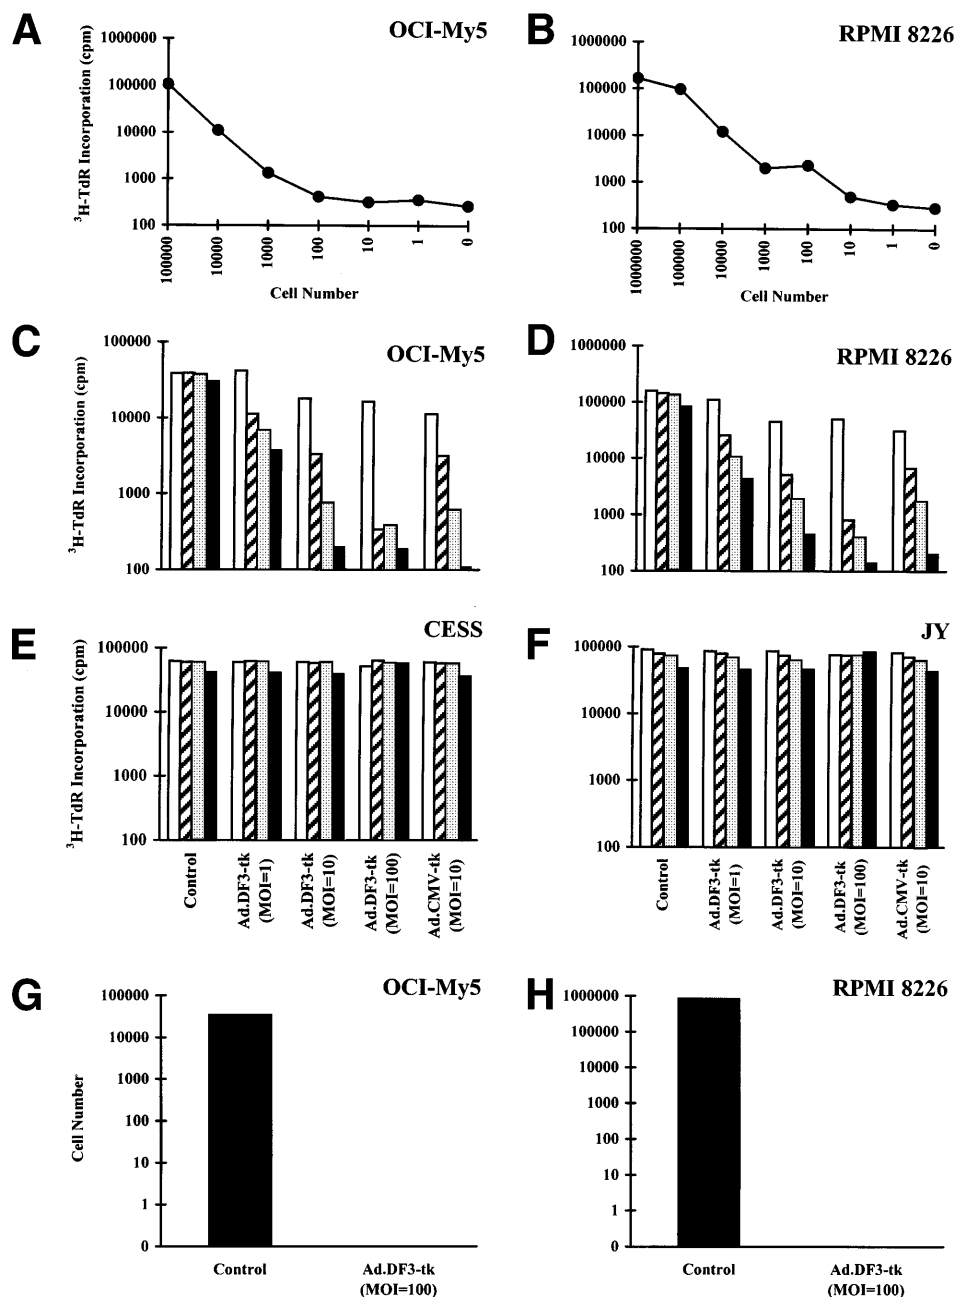 A
OCI-My5
³H-TdR Incorporation (cpm)
1000000
100000
10000
1000
100
100000
10000
1000
100
10
1
0
Cell Number
B
RPMI 8226
1000000
100000
10000
1000
100
1000000
100000
10000
1000
100
10
1
0
Cell Number
C
OCI-My5
³H-TdR Incorporation (cpm)
100000
10000
1000
100
D
RPMI 8226
1000000
100000
10000
1000
100
E
CESS
³H-TdR Incorporation (cpm)
100000
10000
1000
100
Control
Ad.DF3-tk
(MOI=1)
Ad.DF3-tk
(MOI=10)
Ad.DF3-tk
(MOI=100)
Ad.CMV-tk
(MOI=10)
F
JY
100000
10000
1000
100
Control
Ad.DF3-tk
(MOI=1)
Ad.DF3-tk
(MOI=10)
Ad.DF3-tk
(MOI=100)
Ad.CMV-tk
(MOI=10)
G
OCI-My5
Cell Number
100000
10000
1000
100
10
1
0
Control
Ad.DF3-tk
(MOI=100)
H
RPMI 8226
1000000
100000
10000
1000
100
10
1
0
Control
Ad.DF3-tk
(MOI=100)